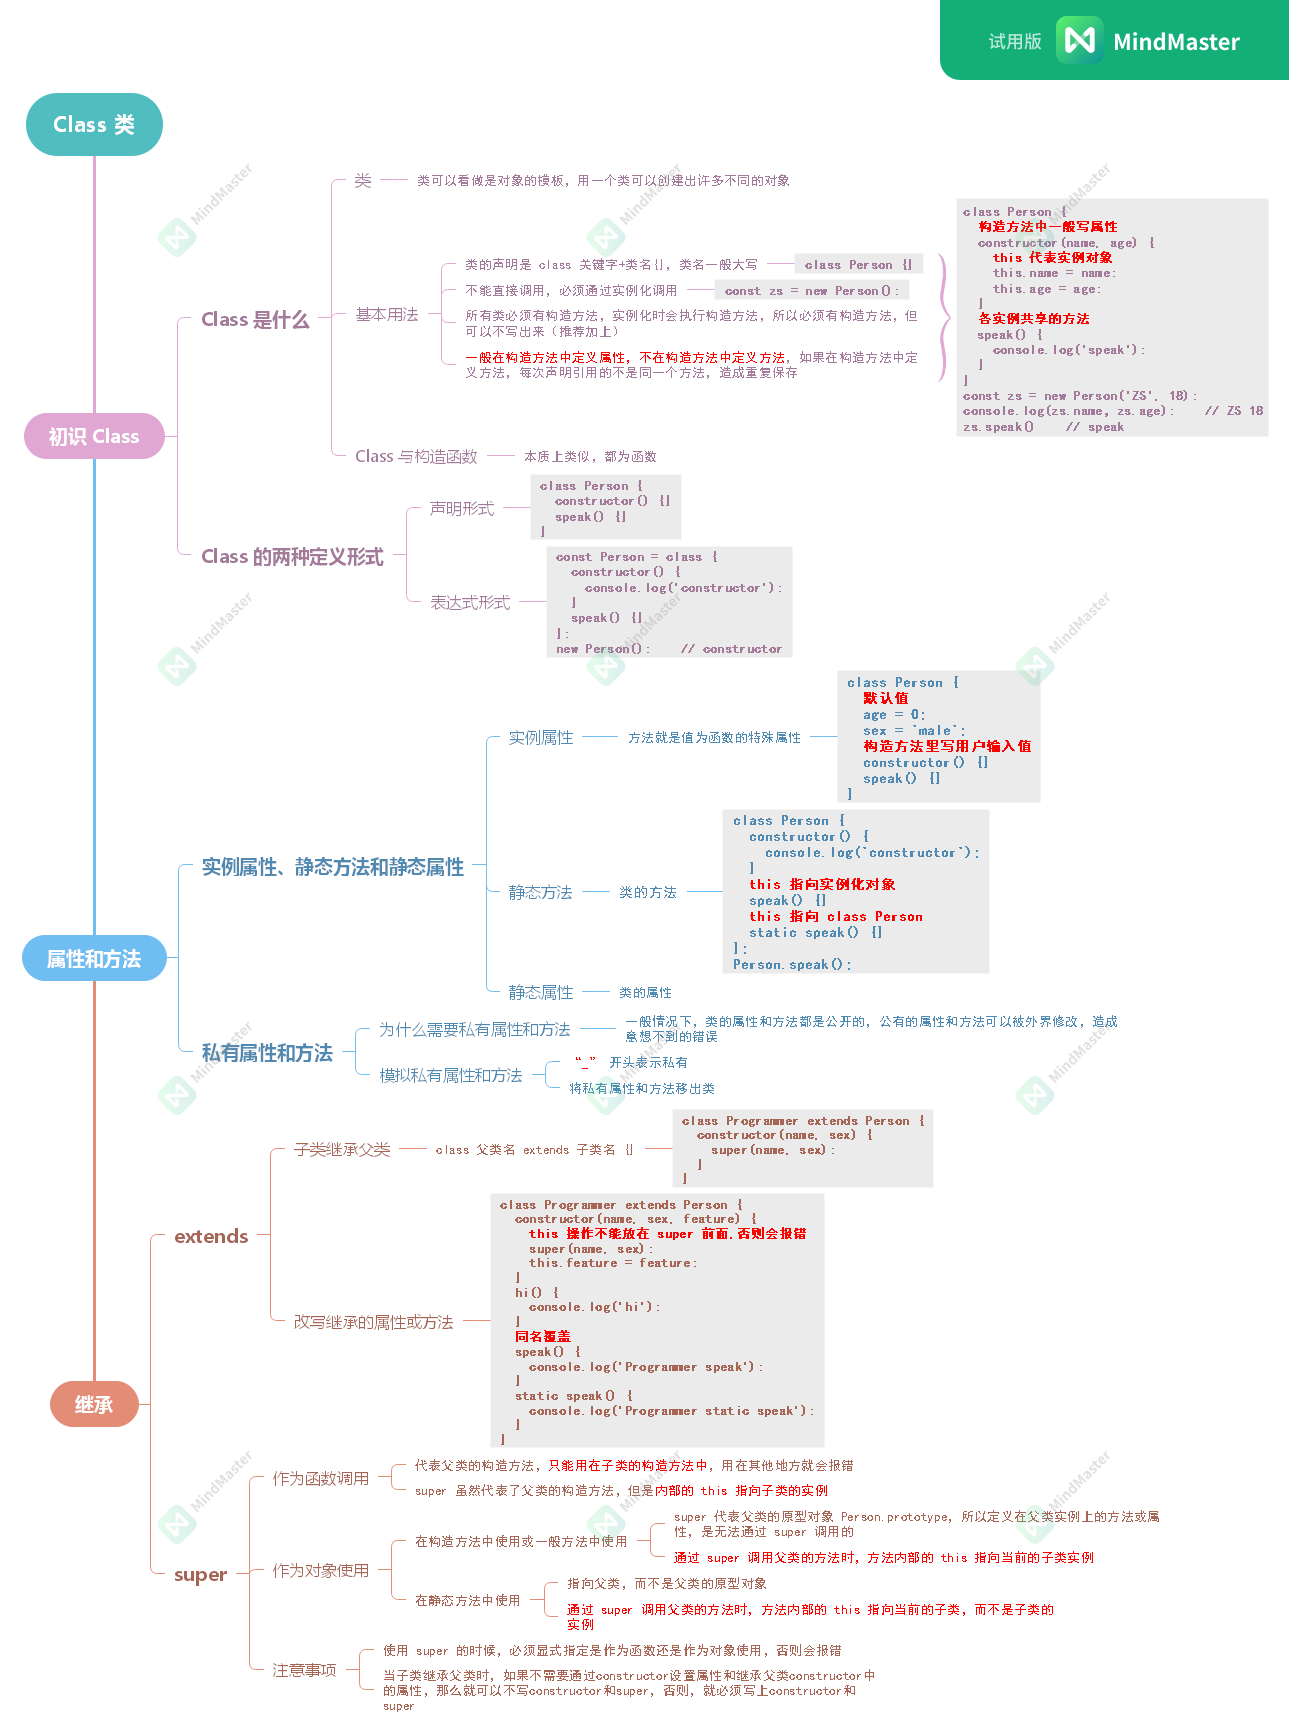 试用版 MindMaster
Class 类
初识 Class
Class 是什么
类
类可以看做是对象的模板，用一个类可以创建出许多不同的对象
基本用法
类的声明是 class 关键字+类名{}，类名一般大写
class Person {}
不能直接调用，必须通过实例化调用
const zs = new Person();
所有类必须有构造方法，实例化时会执行构造方法，所以必须有构造方法，但
可以不写出来（推荐加上）
一般在构造方法中定义属性，不在构造方法中定义方法，如果在构造方法中定
义方法，每次声明引用的不是同一个方法，造成重复保存
class Person {
构造方法中一般写属性
constructor(name, age) {
this 代表实例对象
this.name = name;
this.age = age;
}
各实例共享的方法
speak() {
console.log('speak');
}
}
const zs = new Person('ZS', 18);
console.log(zs.name, zs.age);    // ZS 18
zs.speak()    // speak
Class 与构造函数
本质上类似，都为函数
Class 的两种定义形式
声明形式
class Person {
constructor() {}
speak() {}
}
表达式形式
const Person = class {
constructor() {
console.log('constructor');
}
speak() {}
};
new Person();    // constructor
属性和方法
实例属性、静态方法和静态属性
实例属性
方法就是值为函数的特殊属性
class Person {
默认值
age = 0;
sex = `male`;
构造方法里写用户输入值
constructor() {}
speak() {}
}
静态方法
类的方法
class Person {
constructor() {
console.log(`constructor`);
}
this 指向实例化对象
speak() {}
this 指向 class Person
static speak() {}
};
Person.speak();
静态属性
类的属性
私有属性和方法
为什么需要私有属性和方法
一般情况下，类的属性和方法都是公开的，公有的属性和方法可以被外界修改，造成
意想不到的错误
模拟私有属性和方法
“_” 开头表示私有
将私有属性和方法移出类
继承
extends
子类继承父类
class 父类名 extends 子类名 {}
class Programmer extends Person {
constructor(name, sex) {
super(name, sex);
}
}
改写继承的属性或方法
class Programmer extends Person {
constructor(name, sex, feature) {
this 操作不能放在 super 前面,否则会报错
super(name, sex);
this.feature = feature;
}
hi() {
console.log('hi');
}
同名覆盖
speak() {
console.log('Programmer speak');
}
static speak() {
console.log('Programmer static speak');
}
}
super
作为函数调用
代表父类的构造方法，只能用在子类的构造方法中，用在其他地方就会报错
super 虽然代表了父类的构造方法，但是内部的 this 指向子类的实例
作为对象使用
在构造方法中使用或一般方法中使用
super 代表父类的原型对象 Person.prototype，所以定义在父类实例上的方法或属
性，是无法通过 super 调用的
通过 super 调用父类的方法时，方法内部的 this 指向当前的子类实例
在静态方法中使用
指向父类，而不是父类的原型对象
通过 super 调用父类的方法时，方法内部的 this 指向当前的子类，而不是子类的
实例
注意事项
使用 super 的时候，必须显式指定是作为函数还是作为对象使用，否则会报错
当子类继承父类时，如果不需要通过constructor设置属性和继承父类constructor中
的属性，那么就可以不写constructor和super，否则，就必须写上constructor和
super